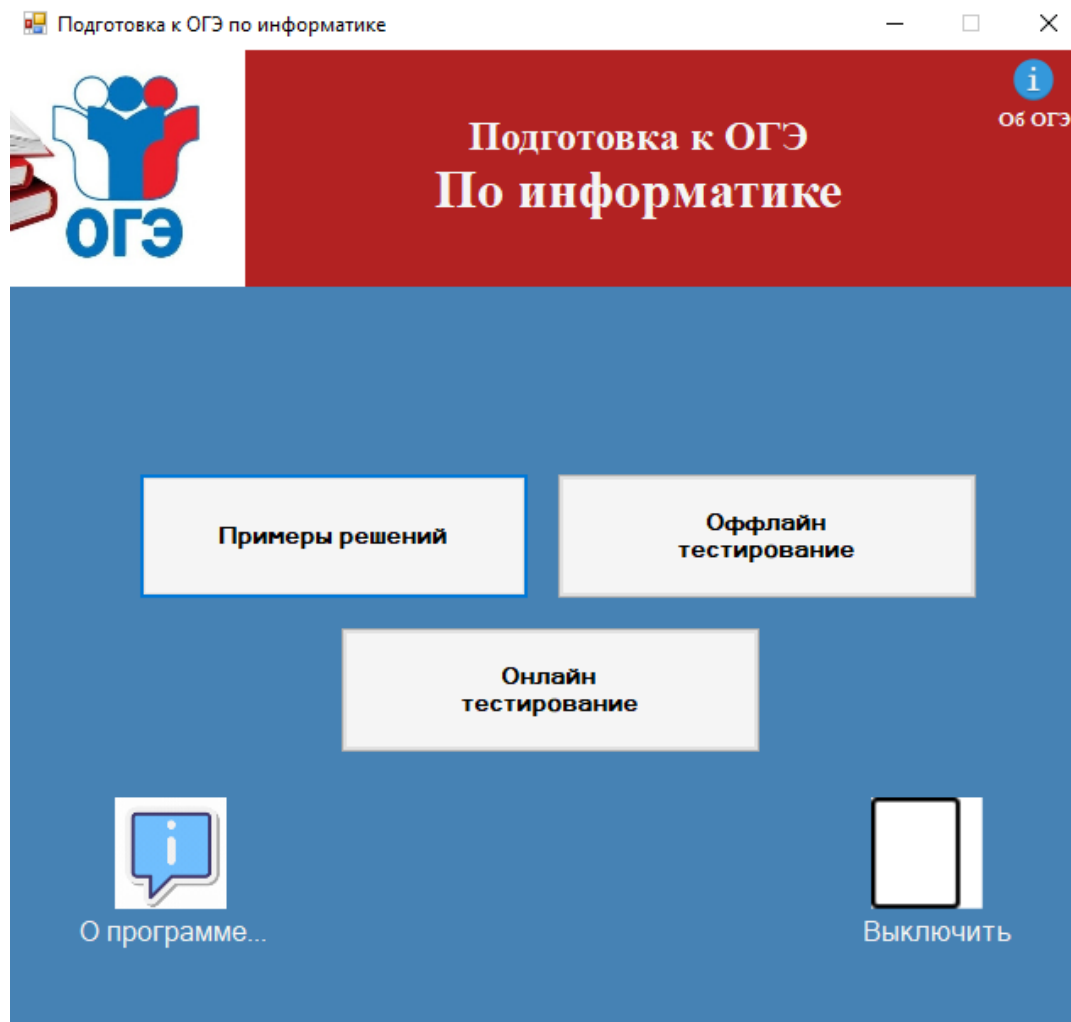 Подготовка к ОГЭ по информатике
Об ОГЭ
Подготовка к ОГЭ
По информатике
ОГЭ
Примеры решений
Оффлайн
тестирование
Онлайн
тестирование
О программе...
Выключить